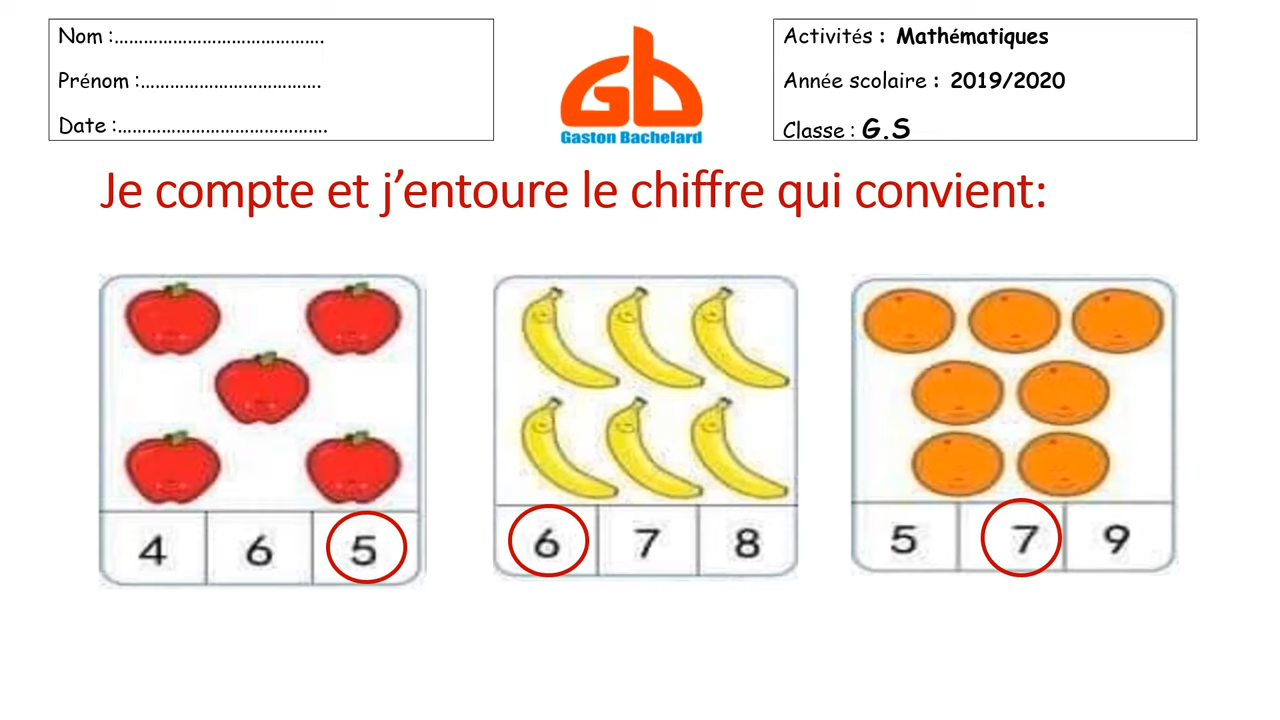 Nom :..........................................
Prénom :....................................
Date :..........................................
Gb
Gaston Bachelard
Activités : Mathématiques
Année scolaire : 2019/2020
Classe : G.S
Je compte et j’entoure le chiffre qui convient:
4 6 5
6 7 8
5 7 9